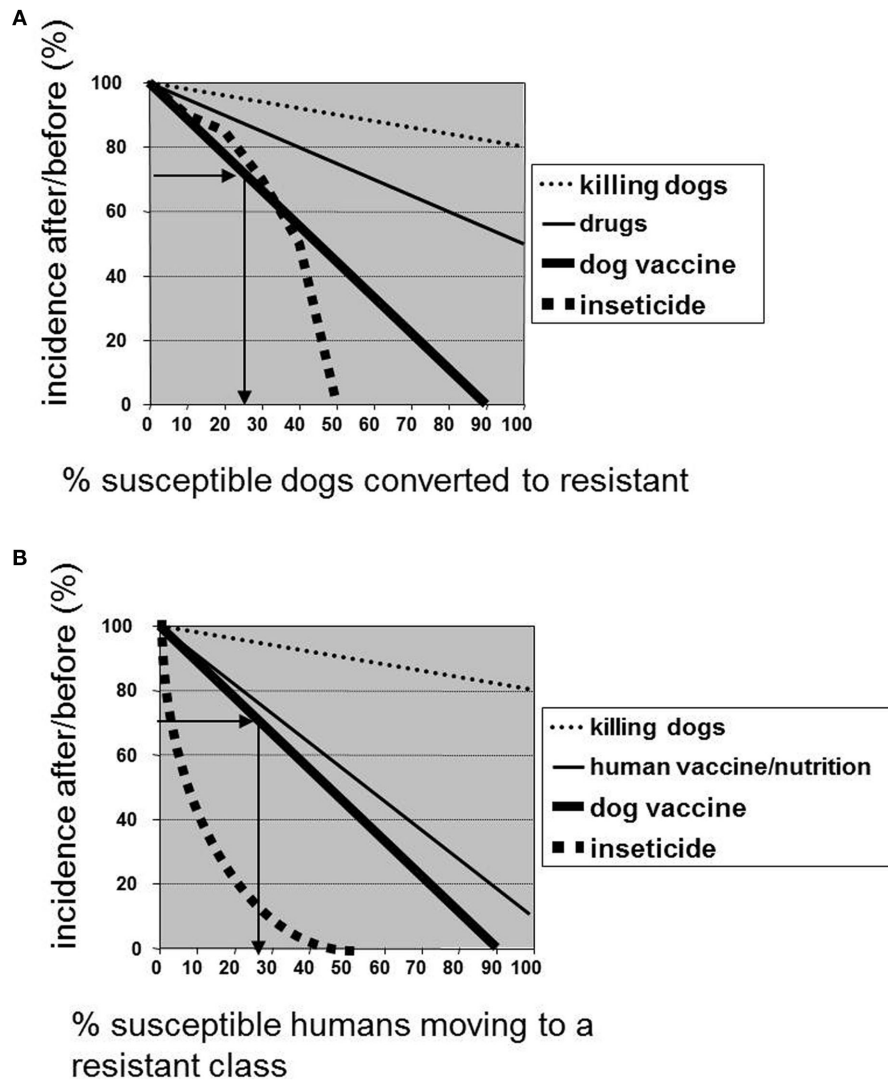 A
incidence after/before (%)
100
80
60
40
20
0
0 10 20 30 40 50 60 70 80 90 100
% susceptible dogs converted to resistant
killing dogs
drugs
dog vaccine
inseticide
B
incidence after/before (%)
100
80
60
40
20
0
0 10 20 30 40 50 60 70 80 90 100
% susceptible humans moving to a
resistant class
killing dogs
human vaccine/nutrition
dog vaccine
inseticide